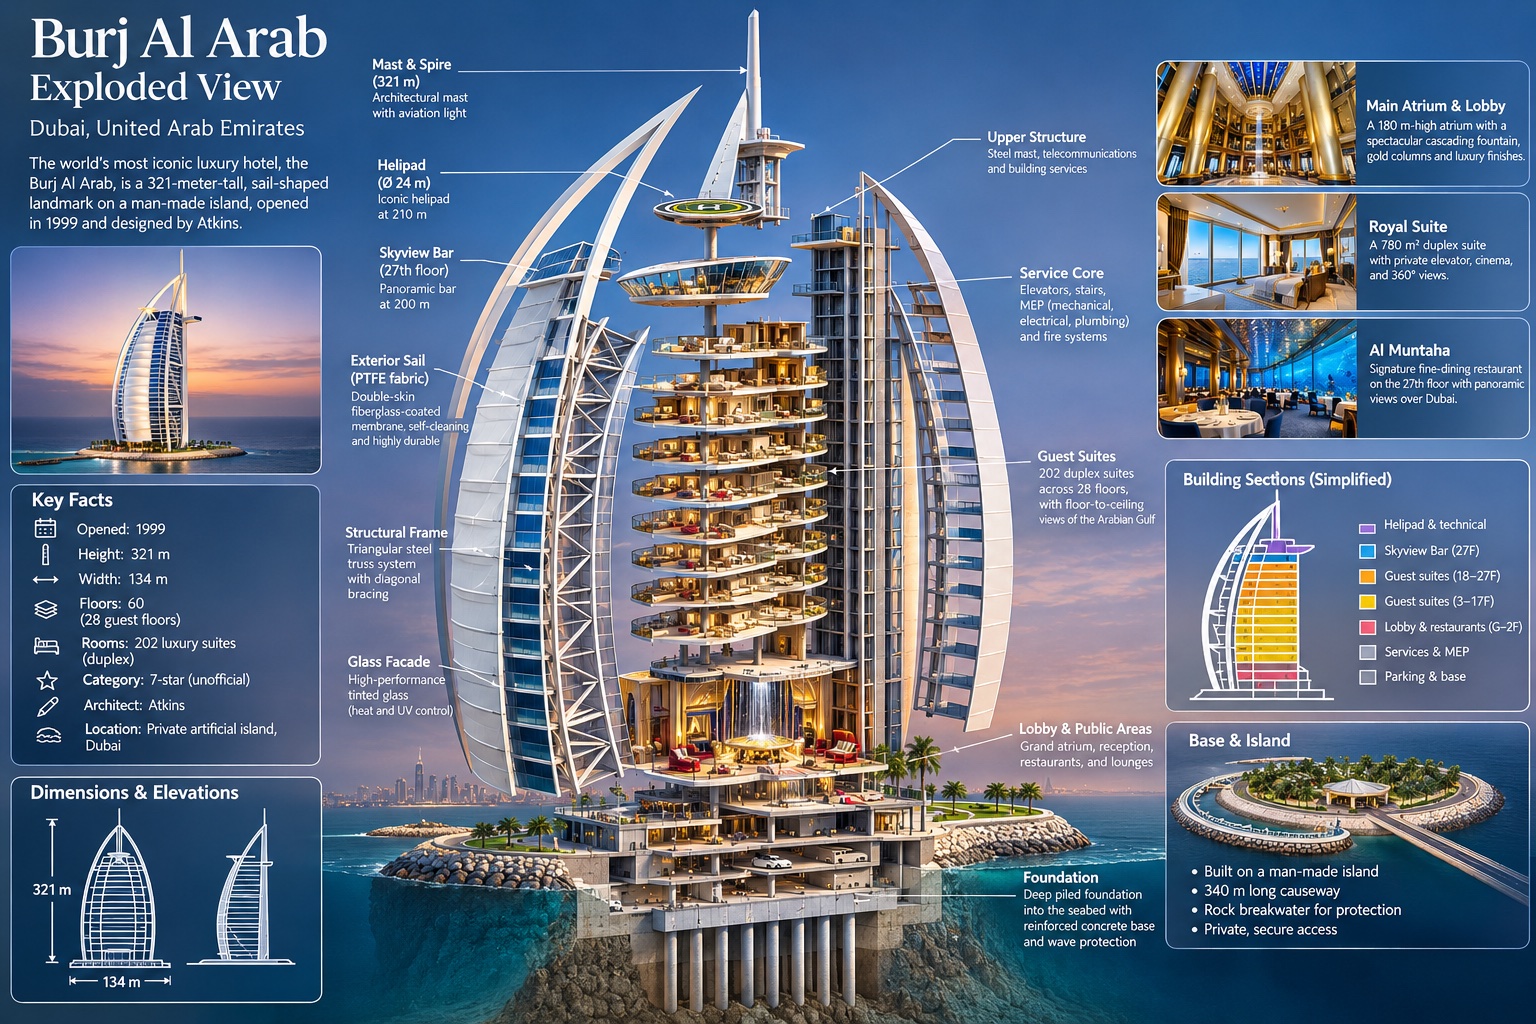 Burj Al Arab
Exploded View
Dubai, United Arab Emirates
The world's most iconic luxury hotel, the
Burj Al Arab, is a 321-meter-tall, sail-shaped
landmark on a man-made island, opened
in 1999 and designed by Atkins.
Key Facts
Opened: 1999
Height: 321 m
Width: 134 m
Floors: 60
(28 guest floors)
Rooms: 202 luxury suites
(duplex)
Category: 7-star (unofficial)
Architect: Atkins
Location: Private artificial island,
Dubai
Dimensions & Elevations
321 m
134 m
Mast & Spire
(321 m)
Architectural mast
with aviation light
Helipad
(Ø 24 m)
Iconic helipad
at 210 m
Skyview Bar
(27th floor)
Panoramic bar
at 200 m
Exterior Sail
(PTFE fabric)
Double-skin
fiberglass-coated
membrane, self-cleaning
and highly durable
Structural Frame
Triangular steel
truss system
with diagonal
bracing
Glass Facade
High-performance
tinted glass
(heat and UV control)
H
Upper Structure
Steel mast, telecommunications
and building services
Service Core
Elevators, stairs,
MEP (mechanical,
electrical, plumbing)
and fire systems
Guest Suites
202 duplex suites
across 28 floors,
with floor-to-ceiling
views of the Arabian Gulf
Lobby & Public Areas
Grand atrium, reception,
restaurants, and lounges
Foundation
Deep piled foundation
into the seabed with
reinforced concrete base
and wave protection
Main Atrium & Lobby
A 180 m-high atrium with a
spectacular cascading fountain,
gold columns and luxury finishes.
Royal Suite
A 780 m² duplex suite
with private elevator, cinema,
and 360° views.
Al Muntaha
Signature fine-dining restaurant
on the 27th floor with panoramic
views over Dubai.
Building Sections (Simplified)
Helipad & technical
Skyview Bar (27F)
Guest suites (18–27F)
Guest suites (3–17F)
Lobby & restaurants (G–2F)
Services & MEP
Parking & base
Base & Island
• Built on a man-made island
• 340 m long causeway
• Rock breakwater for protection
• Private, secure access